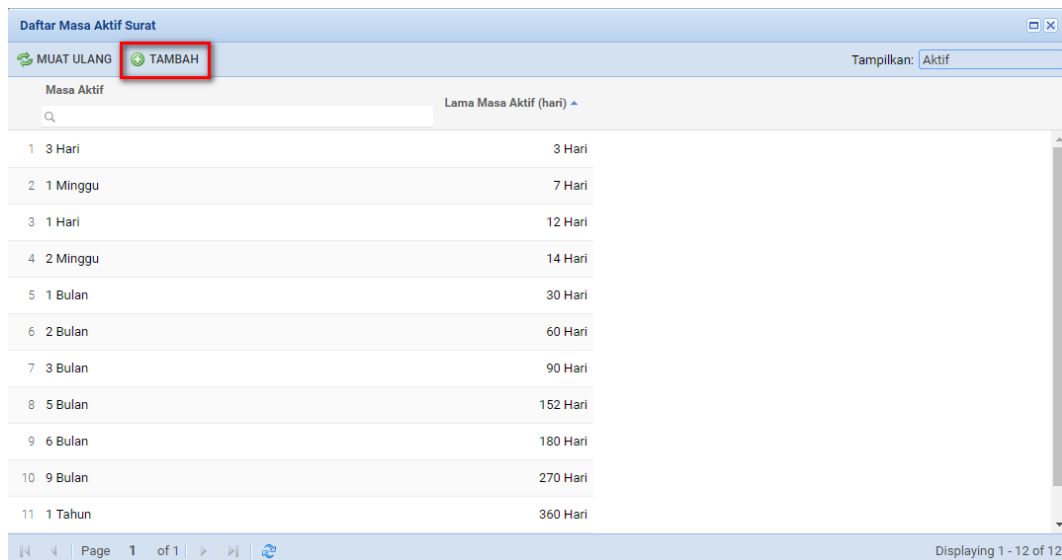 Daftar Masa Aktif Surat
MUAT ULANG TAMBAH Tampilkan: Aktif
Masa Aktif
Lama Masa Aktif (hari)
1 3 Hari 3 Hari
2 1 Minggu 7 Hari
3 1 Hari 12 Hari
4 2 Minggu 14 Hari
5 1 Bulan 30 Hari
6 2 Bulan 60 Hari
7 3 Bulan 90 Hari
8 5 Bulan 152 Hari
9 6 Bulan 180 Hari
10 9 Bulan 270 Hari
11 1 Tahun 360 Hari
Page 1 of 1 Displaying 1 - 12 of 12